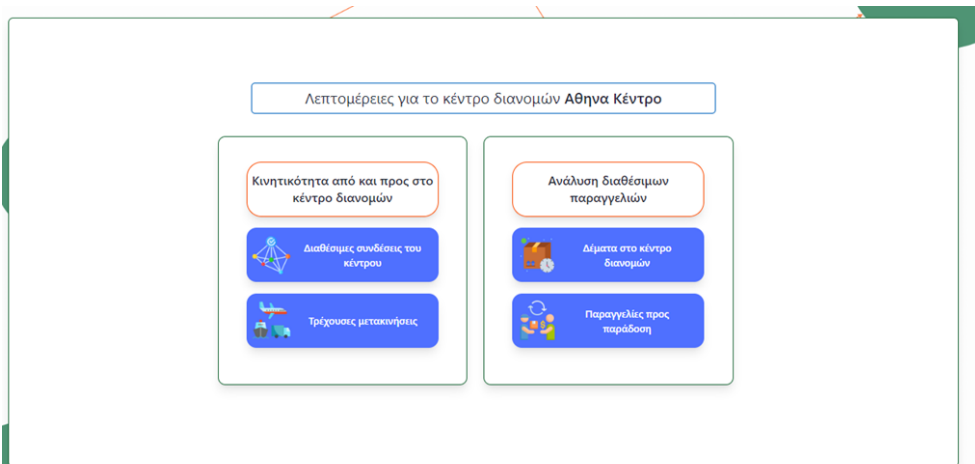 Λεπτομέρειες για το κέντρο διανομών Αθηνα Κέντρο
Κινητικότητα από και προς στο
κέντρο διανομών
Διαθέσιμες συνδέσεις του
κέντρου
Τρέχουσες μετακινήσεις
Ανάλυση διαθέσιμων
παραγγελιών
Δέματα στο κέντρο
διανομών
Παραγγελίες προς
παράδοση